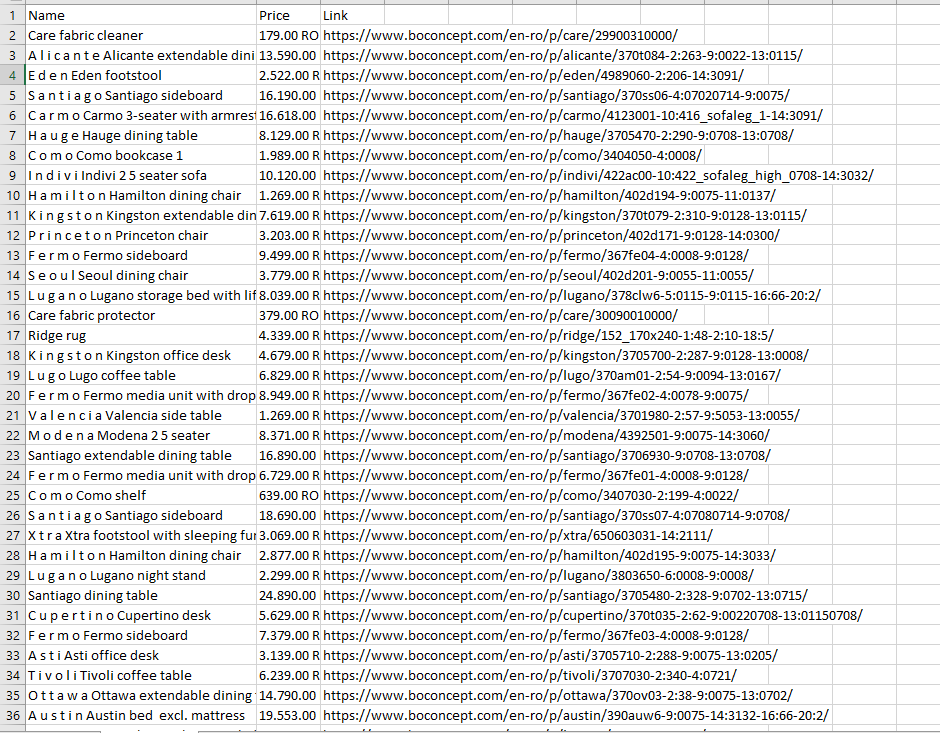 1 Name Price Link
2 Care fabric cleaner 179.00 RO https://www.boconcept.com/en-ro/p/care/29900310000/
3 A l i c a n t e Alicante extendable dini 13.590.00 https://www.boconcept.com/en-ro/p/alicante/370t084-2:263-9:0022-13:0115/
4 E d e n Eden footstool 2.522.00 R https://www.boconcept.com/en-ro/p/eden/4989060-2:206-14:3091/
5 S a n t i a g o Santiago sideboard 16.190.00 https://www.boconcept.com/en-ro/p/santiago/370ss06-4:07020714-9:0075/
6 C a r m o Carmo 3-seater with armrest 16.618.00 https://www.boconcept.com/en-ro/p/carmo/4123001-10:416_sofaleg_1-14:3091/
7 H a u g e Hauge dining table 8.129.00 R https://www.boconcept.com/en-ro/p/hauge/3705470-2:290-9:0708-13:0708/
8 C o m o Como bookcase 1 1.989.00 R https://www.boconcept.com/en-ro/p/como/3404050-4:0008/
9 I n d i v i Indivi 2 5 seater sofa 10.120.00 https://www.boconcept.com/en-ro/p/indivi/422ac00-10:422_sofaleg_high_0708-14:3032/
10 H a m i l t o n Hamilton dining chair 1.269.00 R https://www.boconcept.com/en-ro/p/hamilton/402d194-9:0075-11:0137/
11 K i n g s t o n Kingston extendable din 7.619.00 R https://www.boconcept.com/en-ro/p/kingston/370t079-2:310-9:0128-13:0115/
12 P r i n c e t o n Princeton chair 3.203.00 R https://www.boconcept.com/en-ro/p/princeton/402d171-9:0128-14:0300/
13 F e r m o Fermo sideboard 9.499.00 R https://www.boconcept.com/en-ro/p/fermo/367fe04-4:0008-9:0128/
14 S e o u l Seoul dining chair 3.779.00 R https://www.boconcept.com/en-ro/p/seoul/402d201-9:0055-11:0055/
15 L u g a n o Lugano storage bed with lif 8.039.00 R https://www.boconcept.com/en-ro/p/lugano/378clw6-5:0115-9:0115-16:66-20:2/
16 Care fabric protector 379.00 RO https://www.boconcept.com/en-ro/p/care/30090010000/
17 Ridge rug 4.339.00 R https://www.boconcept.com/en-ro/p/ridge/152_170x240-1:48-2:10-18:5/
18 K i n g s t o n Kingston office desk 4.679.00 R https://www.boconcept.com/en-ro/p/kingston/3705700-2:287-9:0128-13:0008/
19 L u g o Lugo coffee table 6.829.00 R https://www.boconcept.com/en-ro/p/lugo/370am01-2:54-9:0094-13:0167/
20 F e r m o Fermo media unit with drop 8.949.00 R https://www.boconcept.com/en-ro/p/fermo/367fe02-4:0078-9:0075/
21 V a l e n c i a Valencia side table 1.269.00 R https://www.boconcept.com/en-ro/p/valencia/3701980-2:57-9:5053-13:0055/
22 M o d e n a Modena 2 5 seater 8.371.00 R https://www.boconcept.com/en-ro/p/modena/4392501-9:0075-14:3060/
23 Santiago extendable dining table 16.890.00 https://www.boconcept.com/en-ro/p/santiago/3706930-9:0708-13:0708/
24 F e r m o Fermo media unit with drop 6.729.00 R https://www.boconcept.com/en-ro/p/fermo/367fe01-4:0008-9:0128/
25 C o m o Como shelf 639.00 RO https://www.boconcept.com/en-ro/p/como/3407030-2:199-4:0022/
26 S a n t i a g o Santiago sideboard 18.690.00 https://www.boconcept.com/en-ro/p/santiago/370ss07-4:07080714-9:0708/
27 X t r a Xtra footstool with sleeping fur 3.069.00 R https://www.boconcept.com/en-ro/p/xtra/650603031-14:2111/
28 H a m i l t o n Hamilton dining chair 2.877.00 R https://www.boconcept.com/en-ro/p/hamilton/402d195-9:0075-14:3033/
29 L u g a n o Lugano night stand 2.299.00 R https://www.boconcept.com/en-ro/p/lugano/3803650-6:0008-9:0008/
30 Santiago dining table 24.890.00 https://www.boconcept.com/en-ro/p/santiago/3705480-2:328-9:0702-13:0715/
31 C u p e r t i n o Cupertino desk 5.629.00 R https://www.boconcept.com/en-ro/p/cupertino/370t035-2:62-9:00220708-13:01150708/
32 F e r m o Fermo sideboard 7.379.00 R https://www.boconcept.com/en-ro/p/fermo/367fe03-4:0008-9:0128/
33 A s t i Asti office desk 3.139.00 R https://www.boconcept.com/en-ro/p/asti/3705710-2:288-9:0075-13:0205/
34 T i v o l i Tivoli coffee table 6.239.00 R https://www.boconcept.com/en-ro/p/tivoli/3707030-2:340-4:0721/
35 O t t a w a Ottawa extendable dining 14.790.00 https://www.boconcept.com/en-ro/p/ottawa/370ov03-2:38-9:0075-13:0702/
36 A u s t i n Austin bed excl. mattress 19.553.00 https://www.boconcept.com/en-ro/p/austin/390auw6-9:0075-14:3132-16:66-20:2/